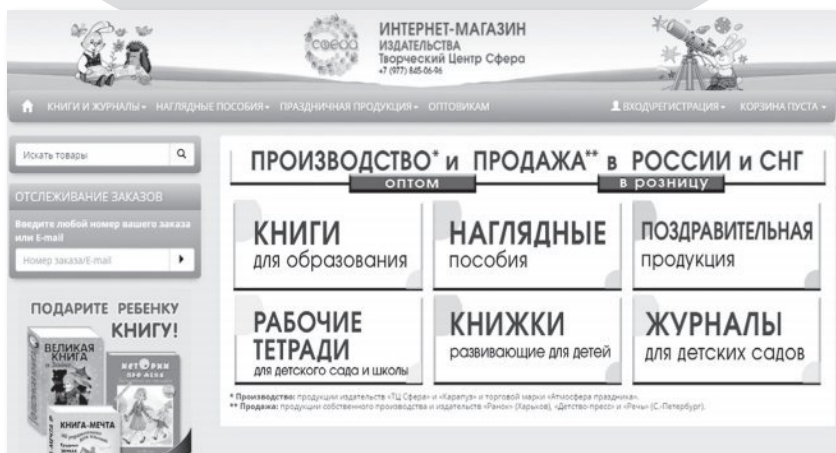 сфера
ИНТЕРНЕТ-МАГАЗИН
ИЗДАТЕЛЬСТВА
Творческий Центр Сфера
+7 (977) 845-06-96
КНИГИ И ЖУРНАЛЫ
НАГЛЯДНЫЕ ПОСОБИЯ
ПРАЗДНИЧНАЯ ПРОДУКЦИЯ
ОПТОВИКАМ
ВХОД\РЕГИСТРАЦИЯ
КОРЗИНА ПУСТА
Искать товары
ОТСЛЕЖИВАНИЕ ЗАКАЗОВ
Введите любой номер вашего заказа
или E-mail
Номер заказа/E-mail
ПОДАРИТЕ РЕБЕНКУ
КНИГУ!
ВЕЛИКАЯ
КНИГА
ИСТОРИИ
КНИГА-МЕЧТА
ПРОИЗВОДСТВО* и ПРОДАЖА** в РОССИИ и СНГ
ОПТОМ
В РОЗНИЦУ
КНИГИ
для образования
НАГЛЯДНЫЕ
пособия
ПОЗДРАВИТЕЛЬНАЯ
продукция
РАБОЧИЕ
ТЕТРАДИ
для детского сада и школы
КНИЖКИ
развивающие для детей
ЖУРНАЛЫ
для детских садов
* Производство: продукции издательств «ТЦ Сфера» и «Карапуз» и торговой марки «Атмосфера праздника».
** Продажа: продукции собственного производства и издательств «Ранок» (Харьков), «Детство-пресс» и «Речь» (С.-Петербург).